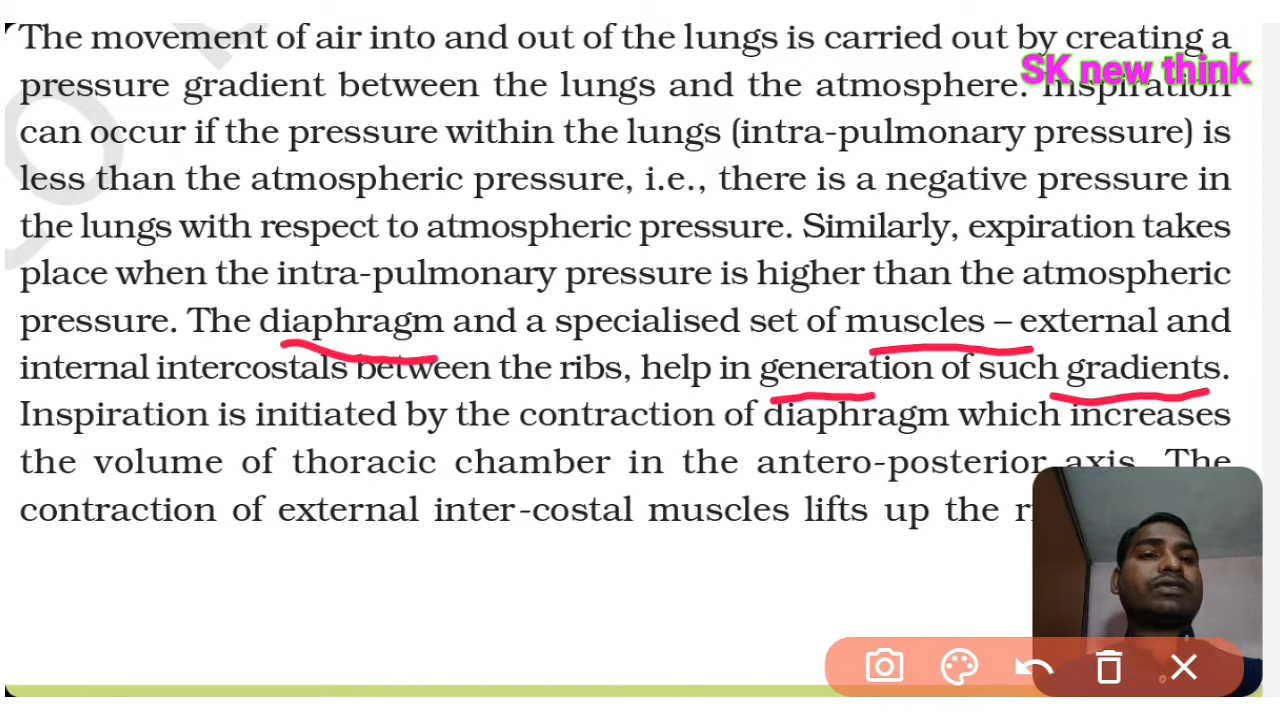 The movement of air into and out of the lungs is carried out by creating a
SK new think
pressure gradient between the lungs and the atmosphere. Inspiration
can occur if the pressure within the lungs (intra-pulmonary pressure) is
less than the atmospheric pressure, i.e., there is a negative pressure in
the lungs with respect to atmospheric pressure. Similarly, expiration takes
place when the intra-pulmonary pressure is higher than the atmospheric
pressure. The diaphragm and a specialised set of muscles – external and
internal intercostals between the ribs, help in generation of such gradients.
Inspiration is initiated by the contraction of diaphragm which increases
the volume of thoracic chamber in the antero-posterior axis. The
contraction of external inter-costal muscles lifts up the